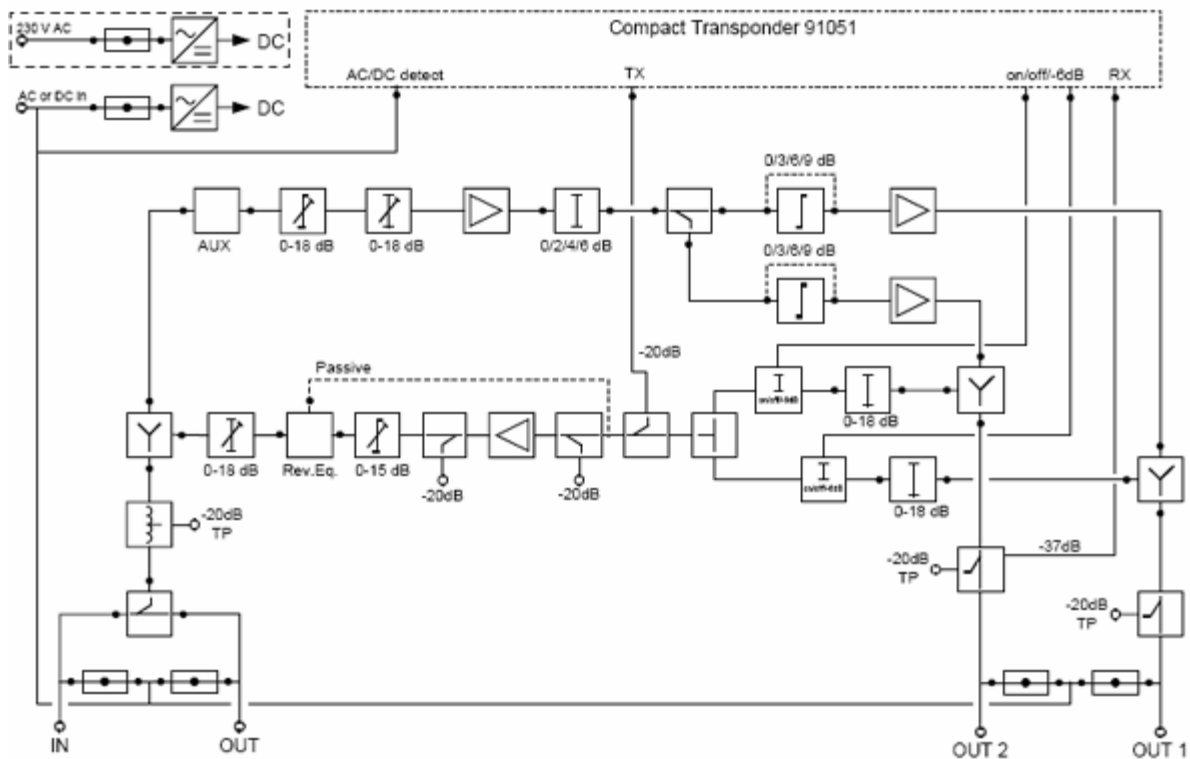 230 V AC
DC
Compact Transponder 91051
AC/DC detect
TX
on/off/-6dB
RX
AC or DC in
DC
0/3/6/9 dB
AUX
0-18 dB
0-18 dB
0/2/4/6 dB
0/3/6/9 dB
-20dB
Passive
on/off/-6dB
0-18 dB
0-18 dB
Rev.Eq.
0-15 dB
-20dB
-20dB
on/off/-6dB
0-18 dB
-20dB
TP
-37dB
-20dB
TP
-20dB
TP
IN
OUT
OUT 2
OUT 1